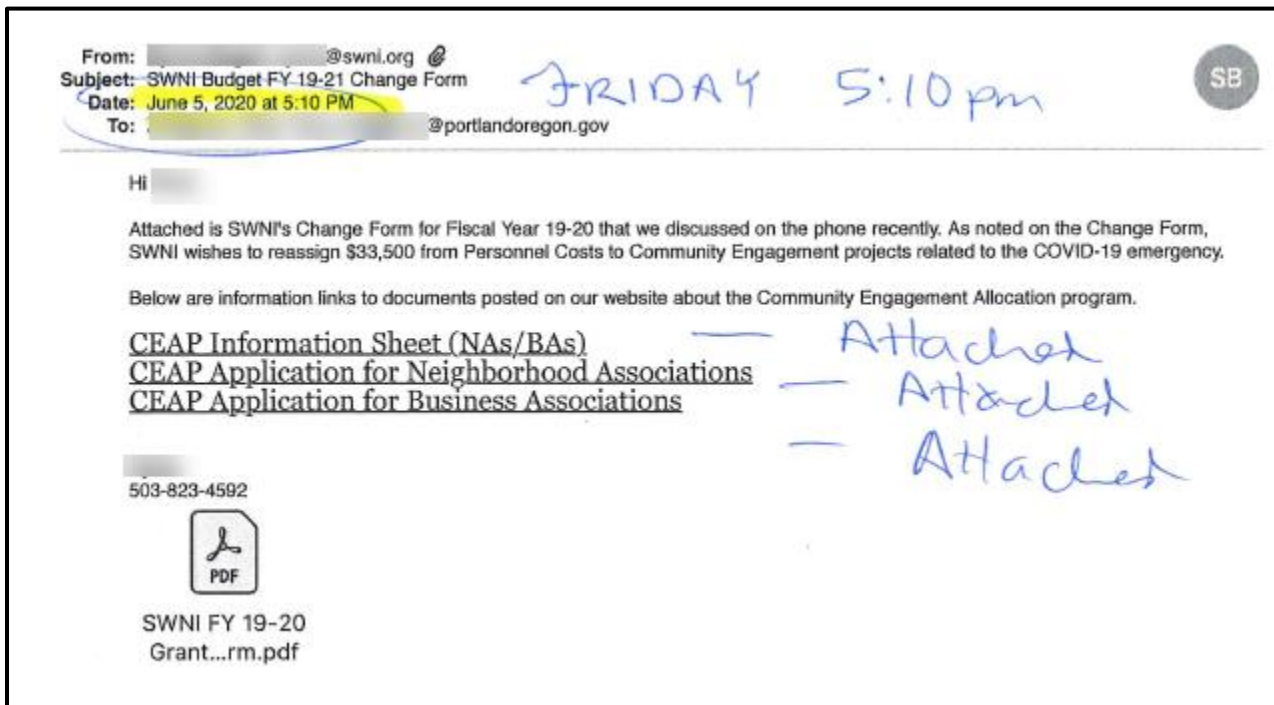 From: @swni.org
SB
Subject: SWNI Budget FY 19-21 Change Form
FRIDAY 5:10 pm
Date: June 5, 2020 at 5:10 PM
To: @portlandoregon.gov
Hi
Attached is SWNI's Change Form for Fiscal Year 19-20 that we discussed on the phone recently. As noted on the Change Form,
SWNI wishes to reassign $33,500 from Personnel Costs to Community Engagement projects related to the COVID-19 emergency.
Below are information links to documents posted on our website about the Community Engagement Allocation program.
CEAP Information Sheet (NAs/BAs) — Attached
CEAP Application for Neighborhood Associations — Attached
CEAP Application for Business Associations — Attached
503-823-4592
PDF
SWNI FY 19-20
Grant...rm.pdf